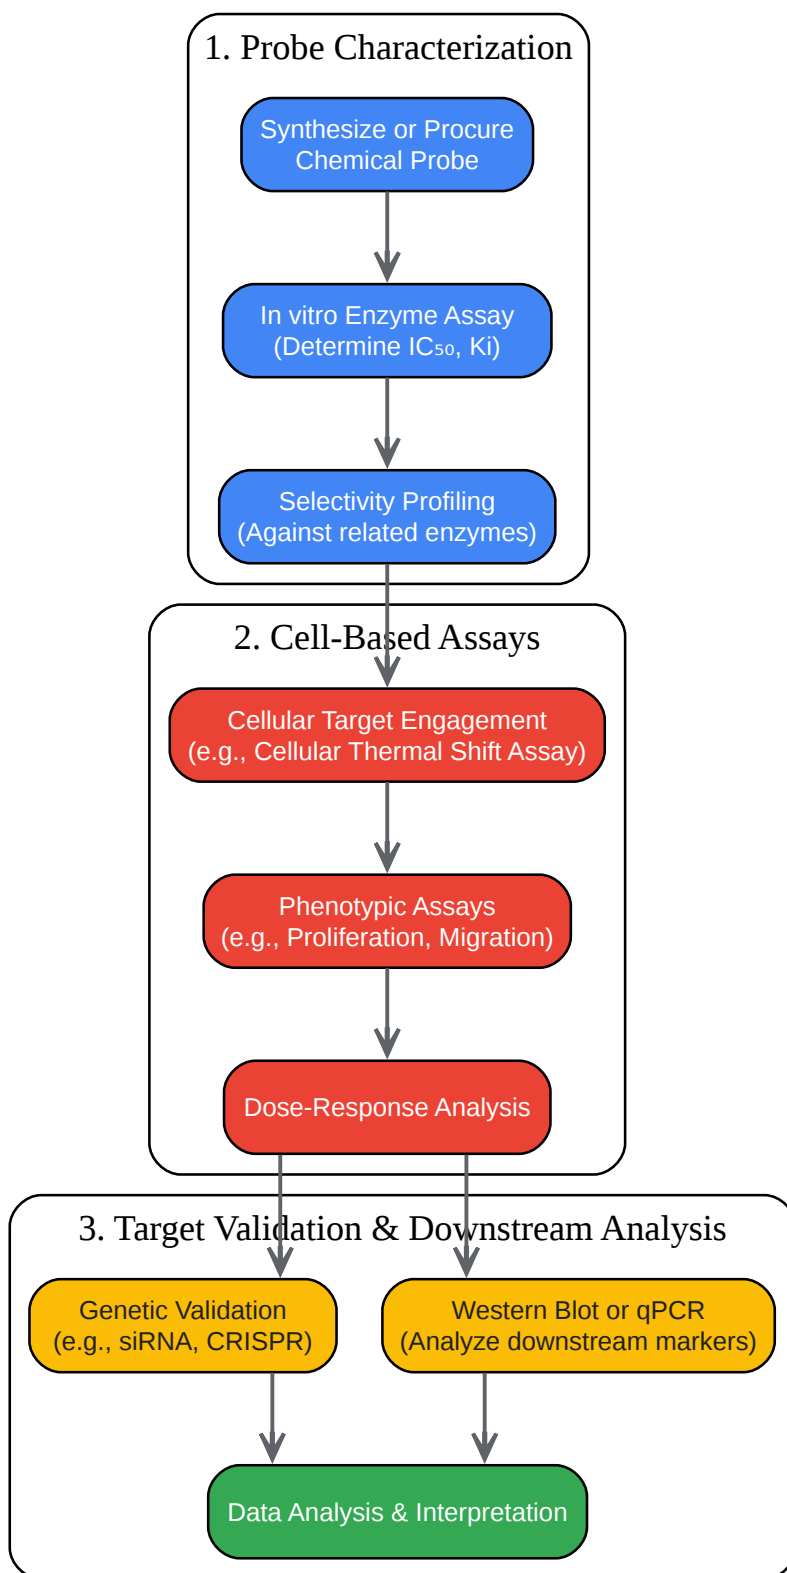 1. Probe Characterization
Synthesize or Procure
Chemical Probe
In vitro Enzyme Assay
(Determine IC₅₀, Ki)
Selectivity Profiling
(Against related enzymes)
2. Cell-Based Assays
Cellular Target Engagement
(e.g., Cellular Thermal Shift Assay)
Phenotypic Assays
(e.g., Proliferation, Migration)
Dose-Response Analysis
3. Target Validation & Downstream Analysis
Genetic Validation
(e.g., siRNA, CRISPR)
Western Blot or qPCR
(Analyze downstream markers)
Data Analysis & Interpretation